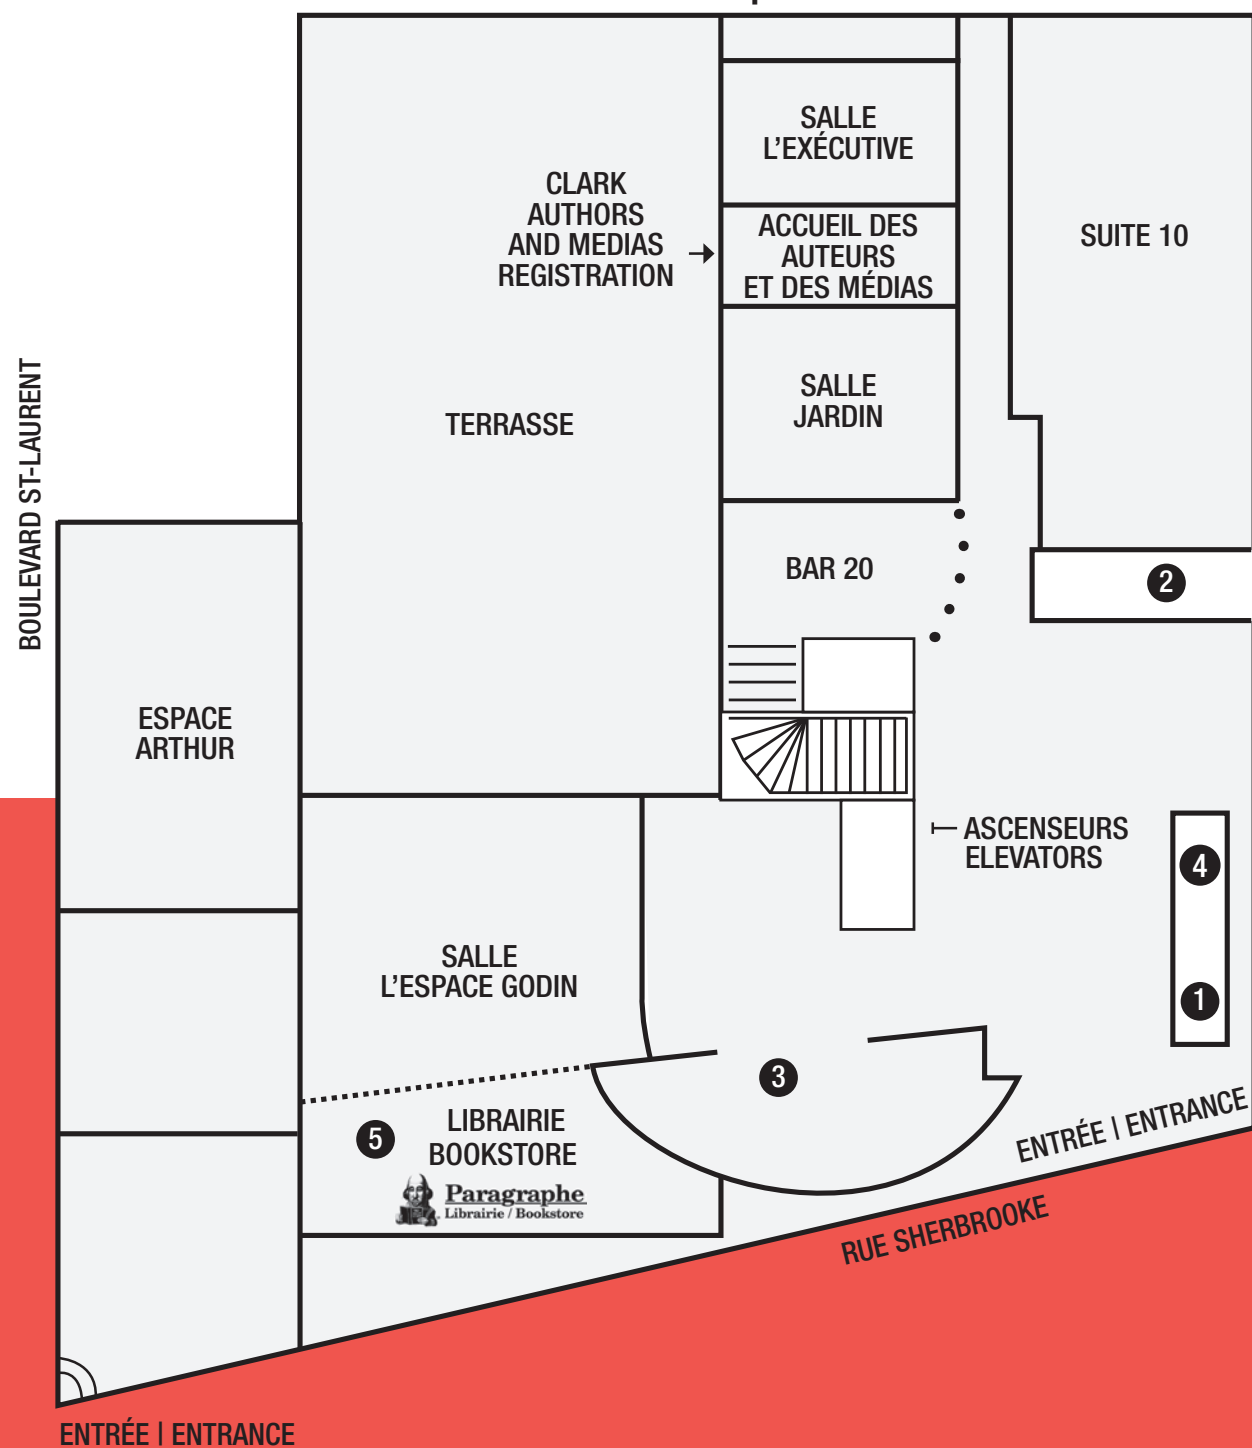 SALLE
L'EXÉCUTIVE
CLARK
AUTHORS
AND MEDIAS
REGISTRATION
ACCUEIL DES
AUTEURS
ET DES MÉDIAS
SUITE 10
SALLE
JARDIN
TERRASSE
BOULEVARD ST-LAURENT
BAR 20
2
ESPACE
ARTHUR
ASCENSEURS
ELEVATORS
4
SALLE
L'ESPACE GODIN
1
3
5
LIBRAIRIE
BOOKSTORE
Paragraphe
Librairie / Bookstore
ENTRÉE | ENTRANCE
RUE SHERBROOKE
ENTRÉE | ENTRANCE